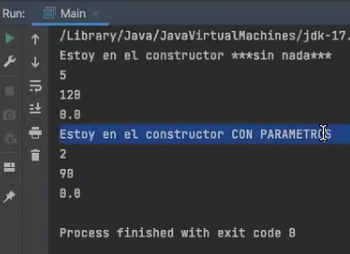 Run: Main
/Library/Java/JavaVirtualMachines/jdk-17.
Estoy en el constructor ***sin nada***
5
120
0.0
Estoy en el constructor CON PARAMETROS
2
90
0.0
Process finished with exit code 0